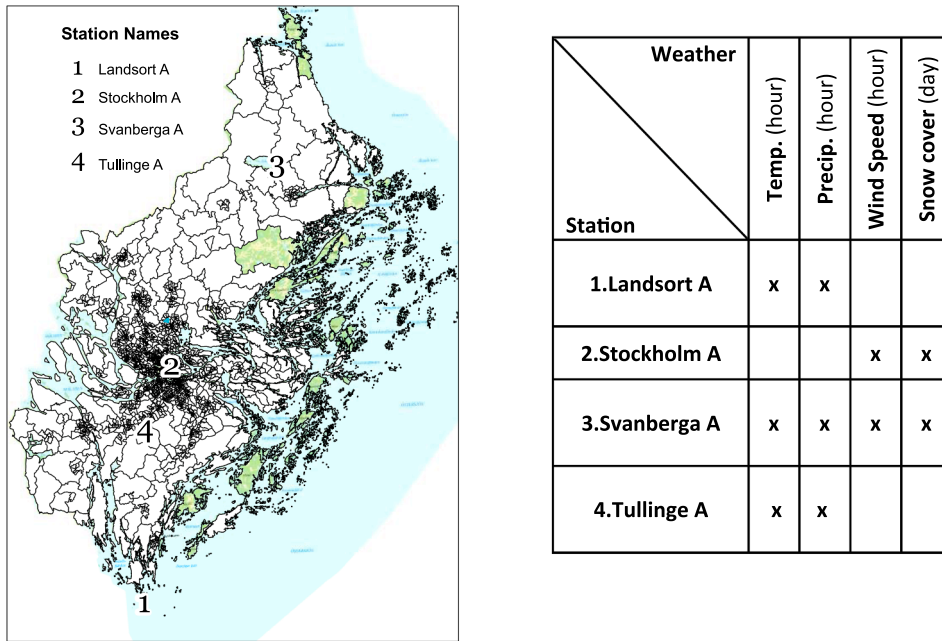 Station Names
1 Landsort A
2 Stockholm A
3 Svanberga A
4 Tullinge A
3
2
4
1
Weather
Station
Temp. (hour)
Precip. (hour)
Wind Speed (hour)
Snow cover (day)
1.Landsort A x x
2.Stockholm A x x
3.Svanberga A x x x x
4.Tullinge A x x